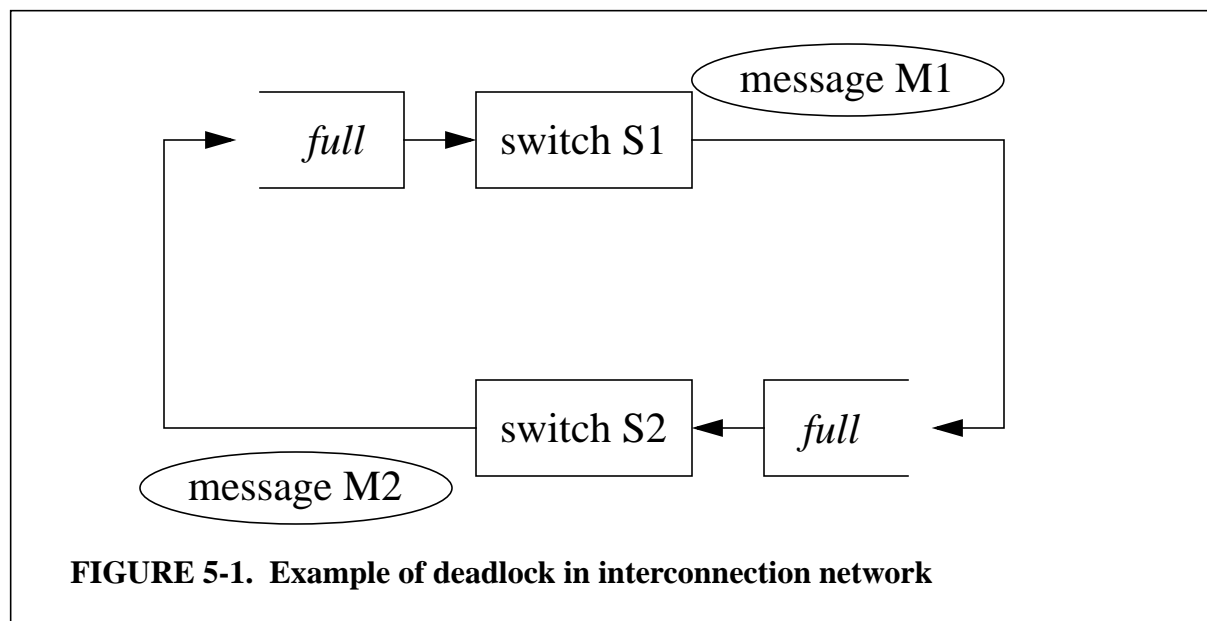 message M1
full
switch S1
switch S2
full
message M2
FIGURE 5-1. Example of deadlock in interconnection network